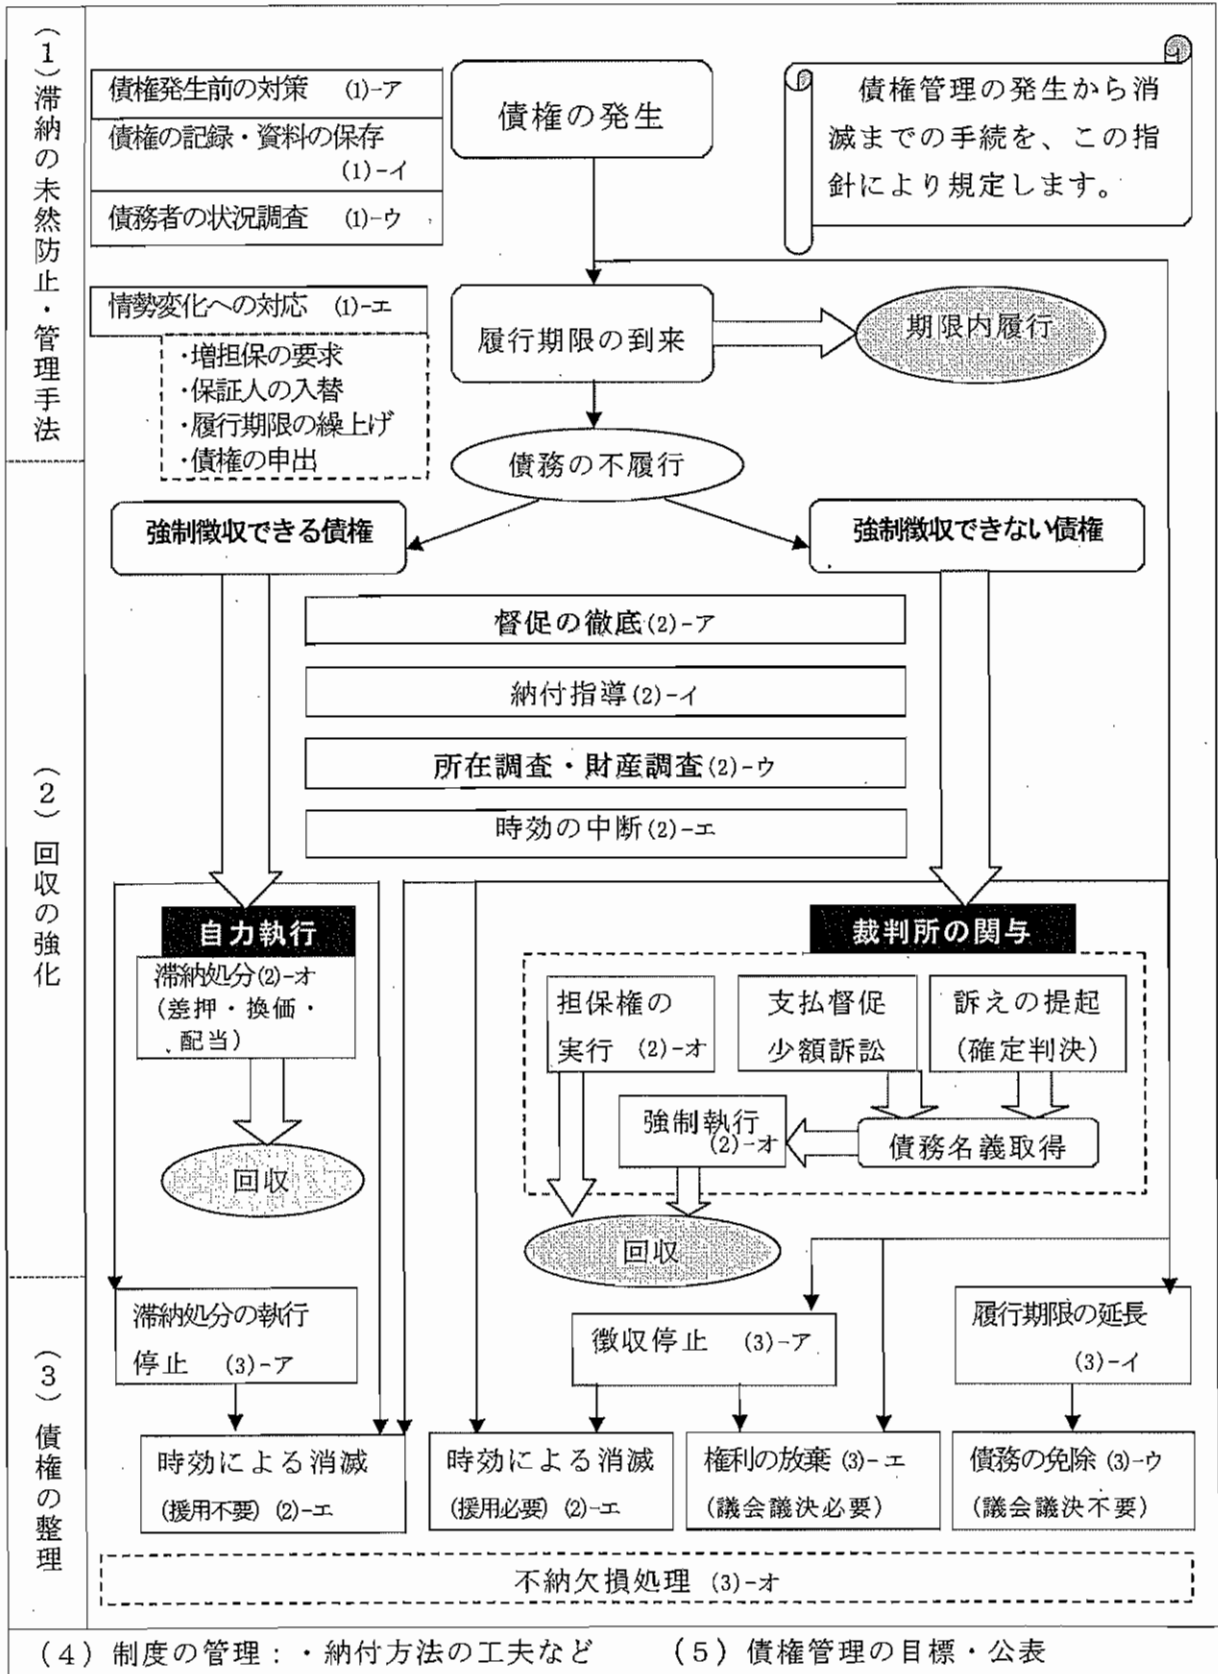 (1)滞納の未然防止・管理手法
債権発生前の対策 (1)-ア
債権の記録・資料の保存
(1)-イ
債務者の状況調査 (1)-ウ
債権の発生
債権管理の発生から消
滅までの手続を、この指
針により規定します。
情勢変化への対応 (1)-エ
・増担保の要求
・保証人の入替
・履行期限の繰上げ
・債権の申出
履行期限の到来
期限内履行
債務の不履行
(2) 回収の強化
強制徴収できる債権
強制徴収できない債権
督促の徹底(2)-ア
納付指導(2)-イ
所在調査・財産調査(2)-ウ
時効の中断(2)-エ
自力執行
滞納処分(2)-オ
(差押・換価・
配当)
回収
裁判所の関与
担保権の
実行 (2)-オ
支払督促
少額訴訟
訴えの提起
(確定判決)
強制執行
(2)-オ
債務名義取得
回収
(3) 債権の整理
滞納処分の執行
停止 (3)-ア
徴収停止 (3)-ア
履行期限の延長
(3)-イ
時効による消滅
(援用不要) (2)-エ
時効による消滅
(援用必要) (2)-エ
権利の放棄 (3)-エ
(議会議決必要)
債務の免除 (3)-ウ
(議会議決不要)
不納欠損処理 (3)-オ
(4) 制度の管理：・納付方法の工夫など (5) 債権管理の目標・公表